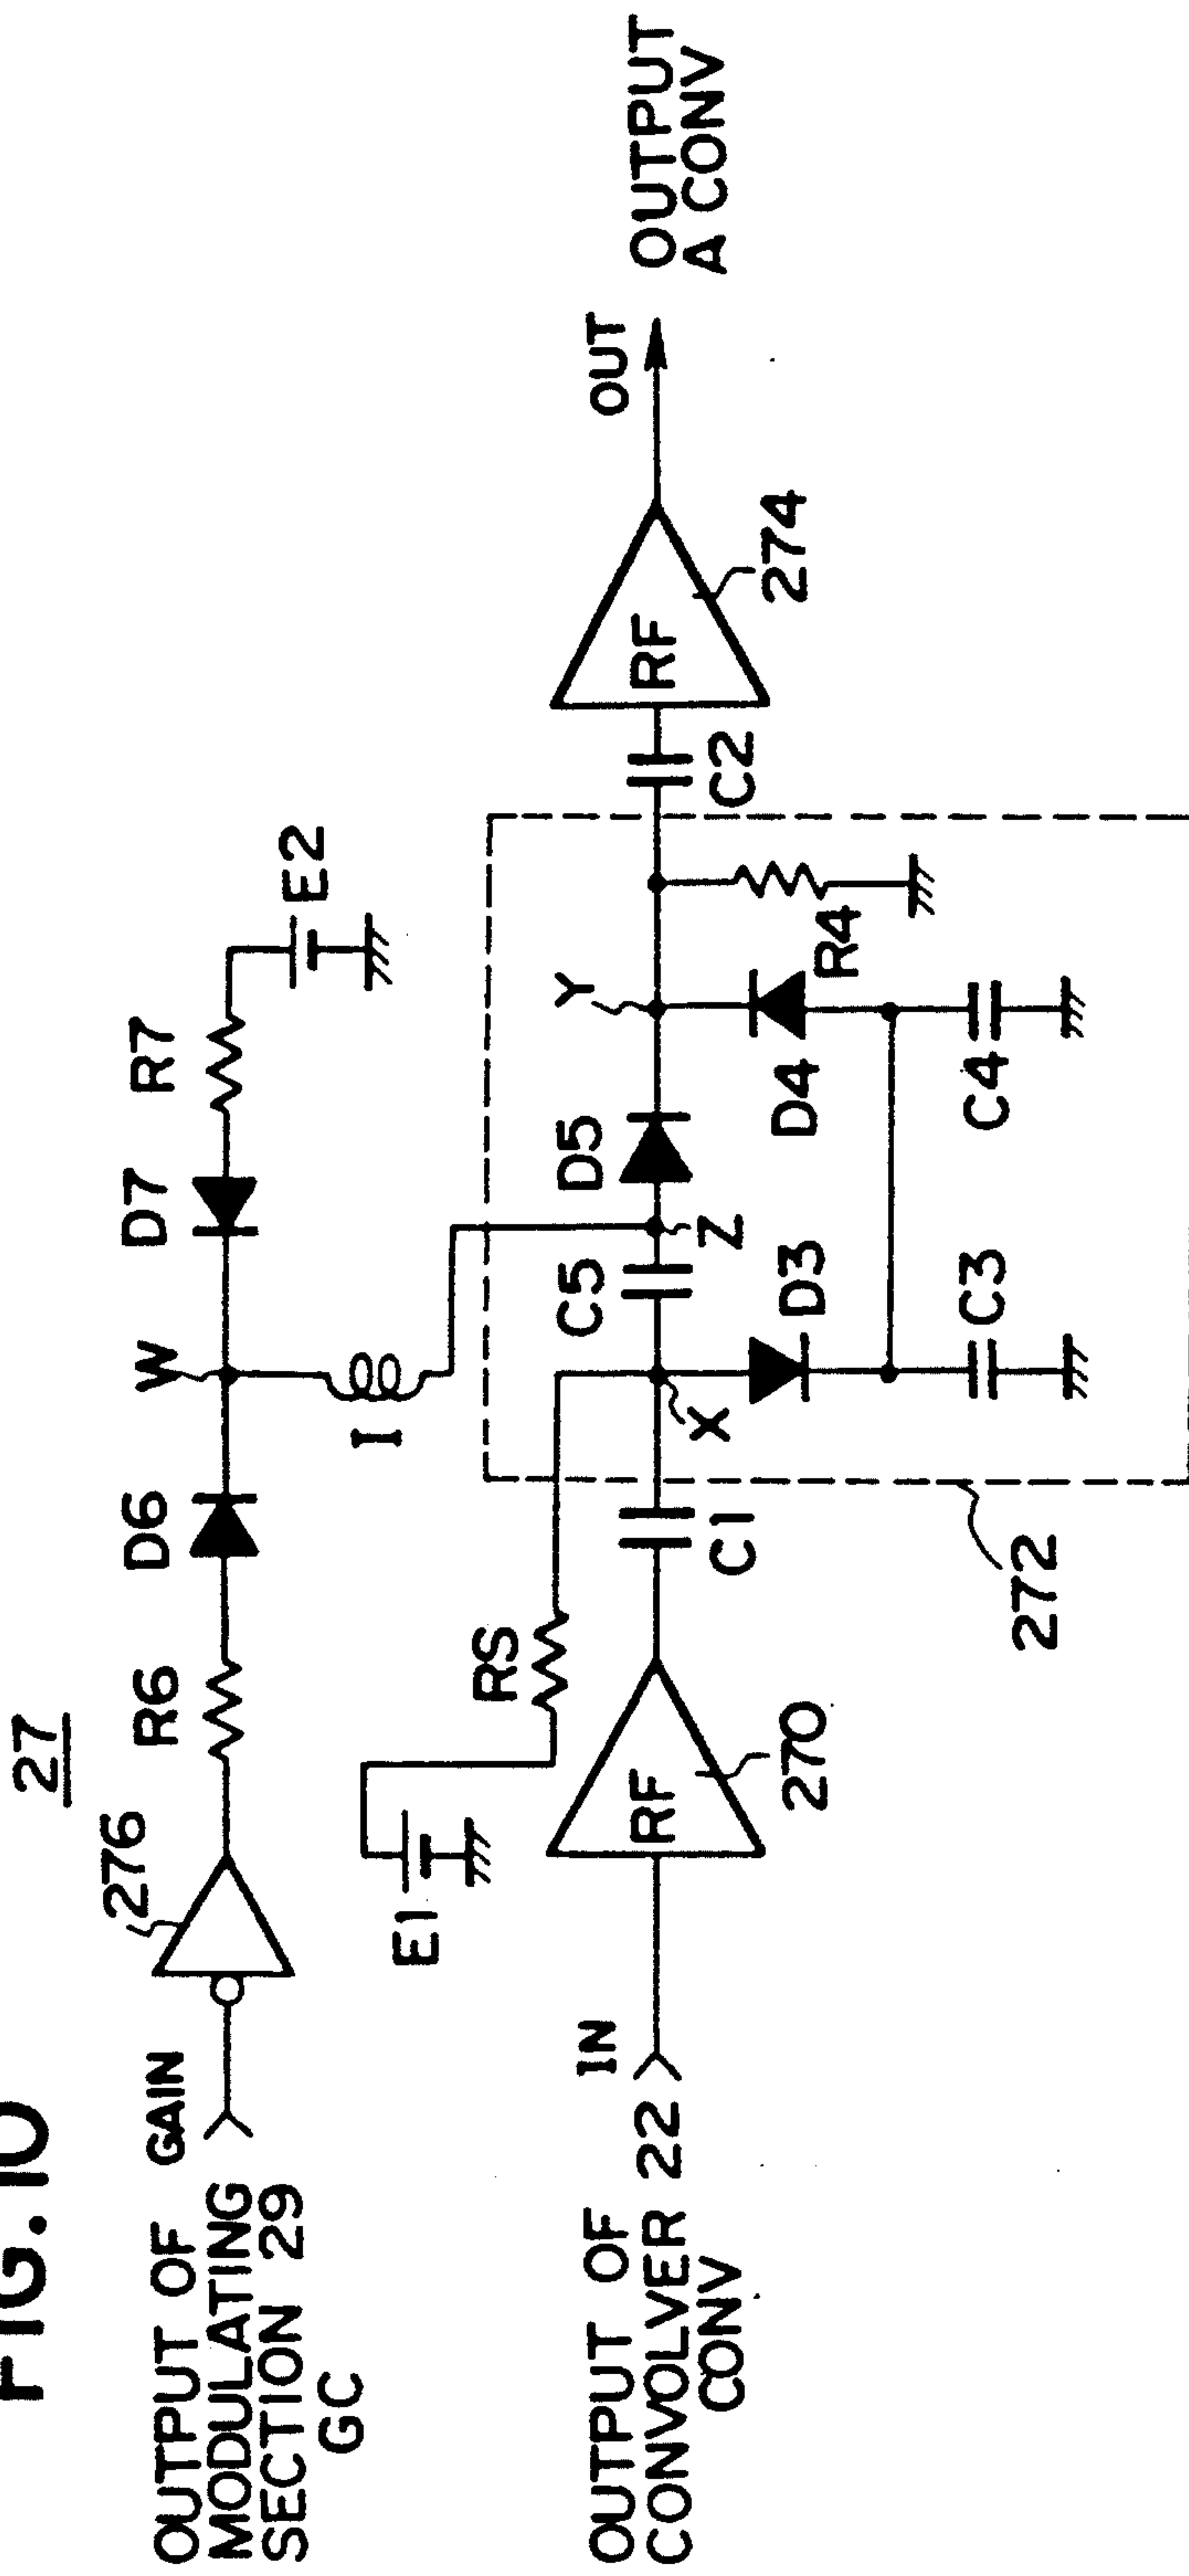 FIG. 10
27
OUTPUT OF
MODULATING
SECTION 29
GC
GAIN
276
R6
D6
W
D7
R7
E2
I
E1
RS
OUTPUT OF
CONVOLVER 22
CONV
IN
RF
270
C1
X
C5
Z
D5
Y
D3
D4
R4
C3
C4
272
C2
RF
274
OUT
OUTPUT
A CONV